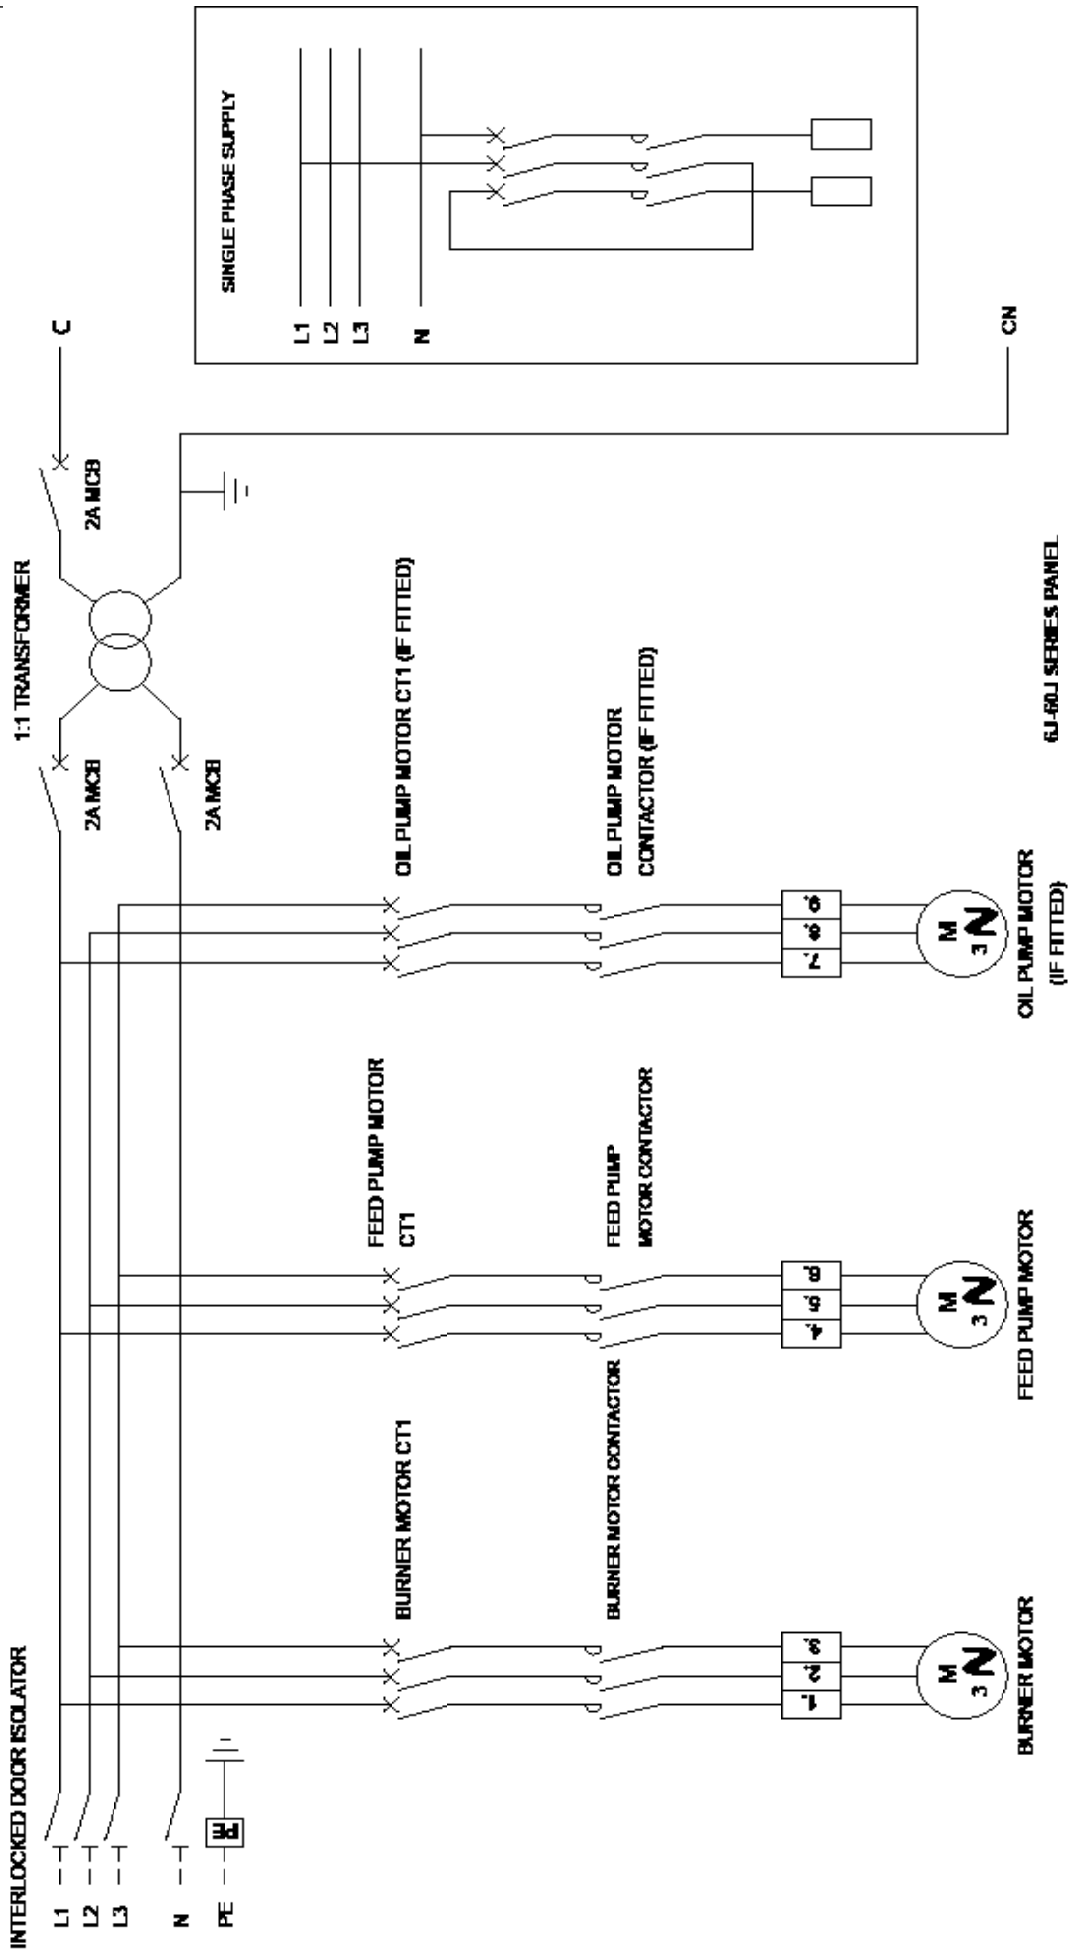 INTERLOCKED DOOR ISOLATOR
L1
L2
L3
N
PE
PE
1:1 TRANSFORMER
2A MCB
2A MCB
2A MCB
C
CN
BURNER MOTOR CT1
FEED PUMP MOTOR
CT1
OIL PUMP MOTOR CT1 (IF FITTED)
BURNER MOTOR CONTACTOR
FEED PUMP
MOTOR CONTACTOR
OIL PUMP MOTOR
CONTACTOR (IF FITTED)
1 2 3
4 5 6
7 8 9
M
3
M
3
M
3
BURNER MOTOR
FEED PUMP MOTOR
OIL PUMP MOTOR
(IF FITTED)
6J-60J SERIES PANEL
SINGLE PHASE SUPPLY
L1
L2
L3
N